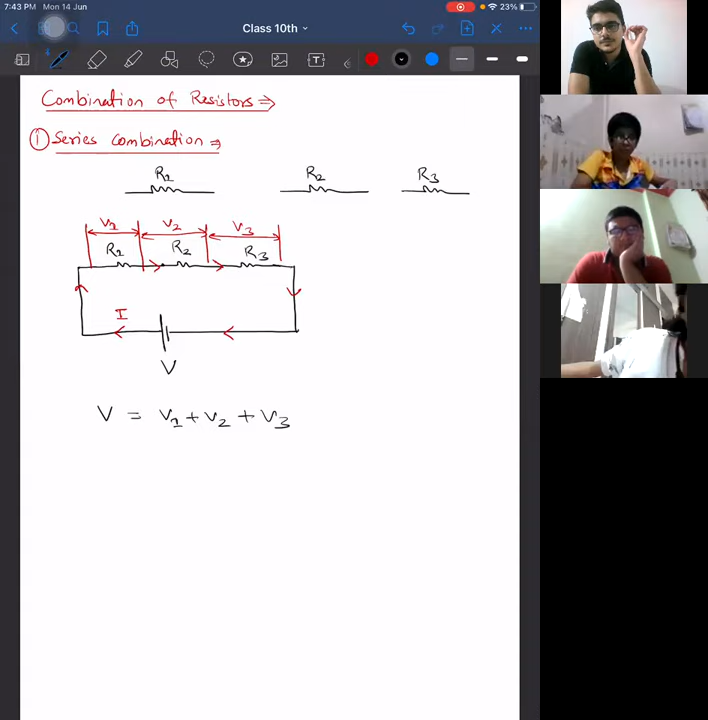 7:43 PM Mon 14 Jun
23%
Class 10th
Combination of Resistors ⇒
① Series combination ⇒
R1 R2 R3
V1 V2 V3
R1 R2 R3
I
V
V = V1 + V2 + V3